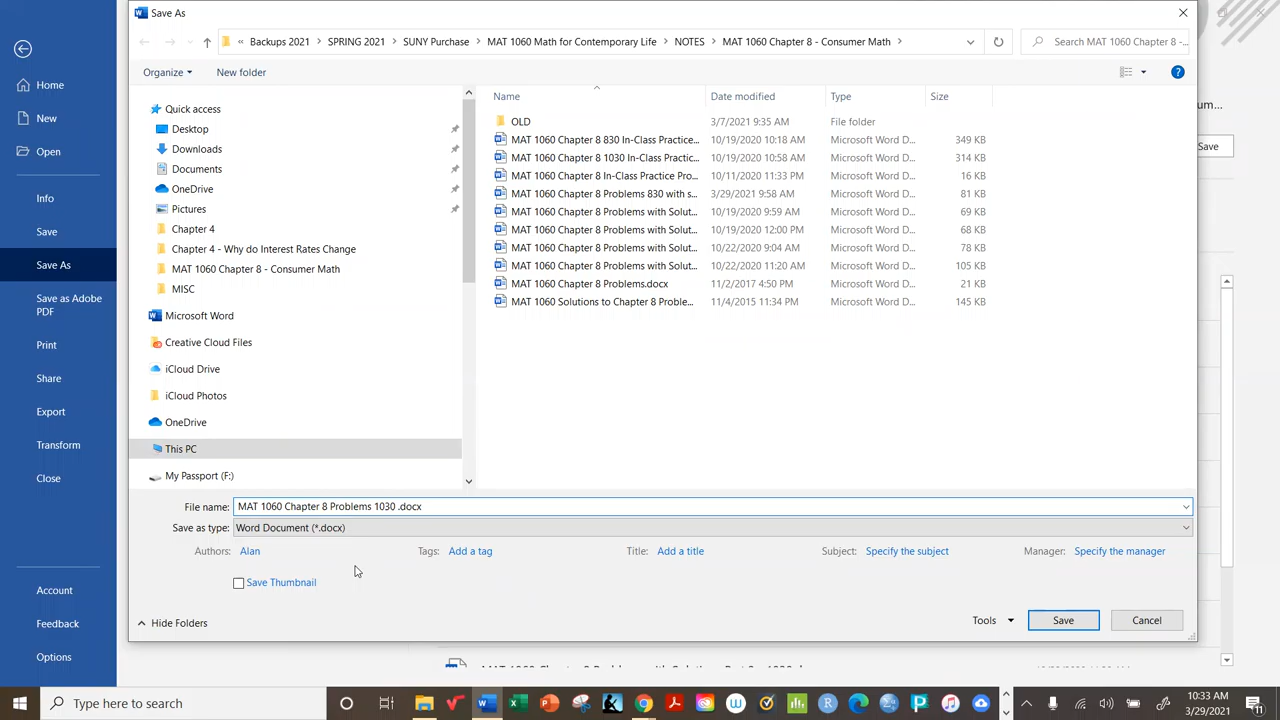 Save As
Backups 2021 › SPRING 2021 › SUNY Purchase › MAT 1060 Math for Contemporary Life › NOTES › MAT 1060 Chapter 8 - Consumer Math ›
Search MAT 1060 Chapter 8 -...
Organize
New folder
Home
New
Open
Info
Save
Save As
Save as Adobe
PDF
Print
Share
Export
Transform
Close
Account
Feedback
Options
Quick access
Desktop
Downloads
Documents
OneDrive
Pictures
Chapter 4
Chapter 4 - Why do Interest Rates Change
MAT 1060 Chapter 8 - Consumer Math
MISC
Microsoft Word
Creative Cloud Files
iCloud Drive
iCloud Photos
OneDrive
This PC
My Passport (F:)
Name Date modified Type Size
OLD 3/7/2021 9:35 AM File folder
MAT 1060 Chapter 8 830 In-Class Practice... 10/19/2020 10:18 AM Microsoft Word D... 349 KB
MAT 1060 Chapter 8 1030 In-Class Practic... 10/19/2020 10:58 AM Microsoft Word D... 314 KB
MAT 1060 Chapter 8 In-Class Practice Pro... 10/11/2020 11:33 PM Microsoft Word D... 16 KB
MAT 1060 Chapter 8 Problems 830 with s... 3/29/2021 9:58 AM Microsoft Word D... 81 KB
MAT 1060 Chapter 8 Problems with Solut... 10/19/2020 9:59 AM Microsoft Word D... 69 KB
MAT 1060 Chapter 8 Problems with Solut... 10/19/2020 12:00 PM Microsoft Word D... 68 KB
MAT 1060 Chapter 8 Problems with Solut... 10/22/2020 9:04 AM Microsoft Word D... 78 KB
MAT 1060 Chapter 8 Problems with Solut... 10/22/2020 11:20 AM Microsoft Word D... 105 KB
MAT 1060 Chapter 8 Problems.docx 11/2/2017 4:50 PM Microsoft Word D... 21 KB
MAT 1060 Solutions to Chapter 8 Proble... 11/4/2015 11:34 PM Microsoft Word D... 145 KB
um...
Save
File name: MAT 1060 Chapter 8 Problems 1030 .docx
Save as type: Word Document (*.docx)
Authors: Alan Tags: Add a tag Title: Add a title Subject: Specify the subject Manager: Specify the manager
Save Thumbnail
Hide Folders
Tools Save Cancel
Type here to search
10:33 AM
3/29/2021
11